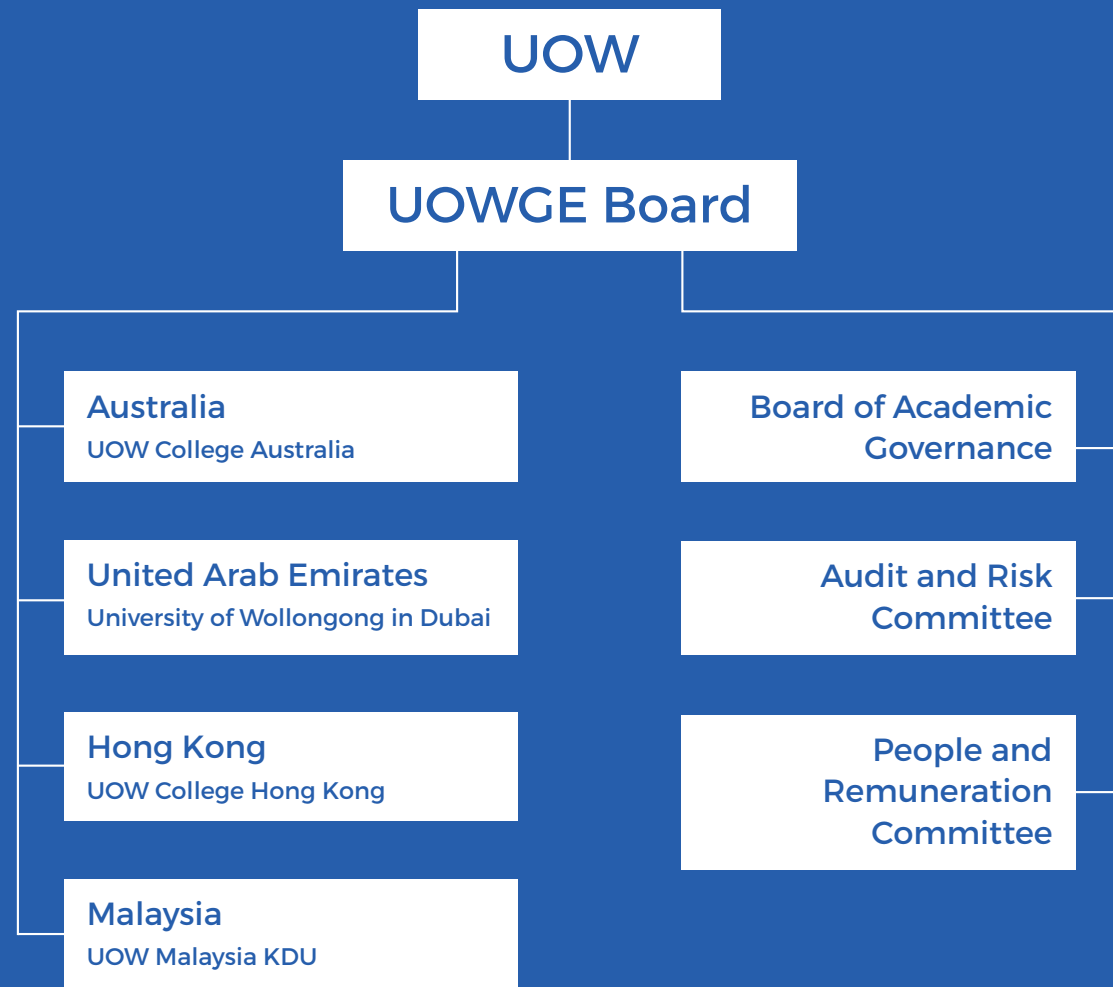 UOW
UOWGE Board
Australia
UOW College Australia
United Arab Emirates
University of Wollongong in Dubai
Hong Kong
UOW College Hong Kong
Malaysia
UOW Malaysia KDU
Board of Academic
Governance
Audit and Risk
Committee
People and
Remuneration
Committee